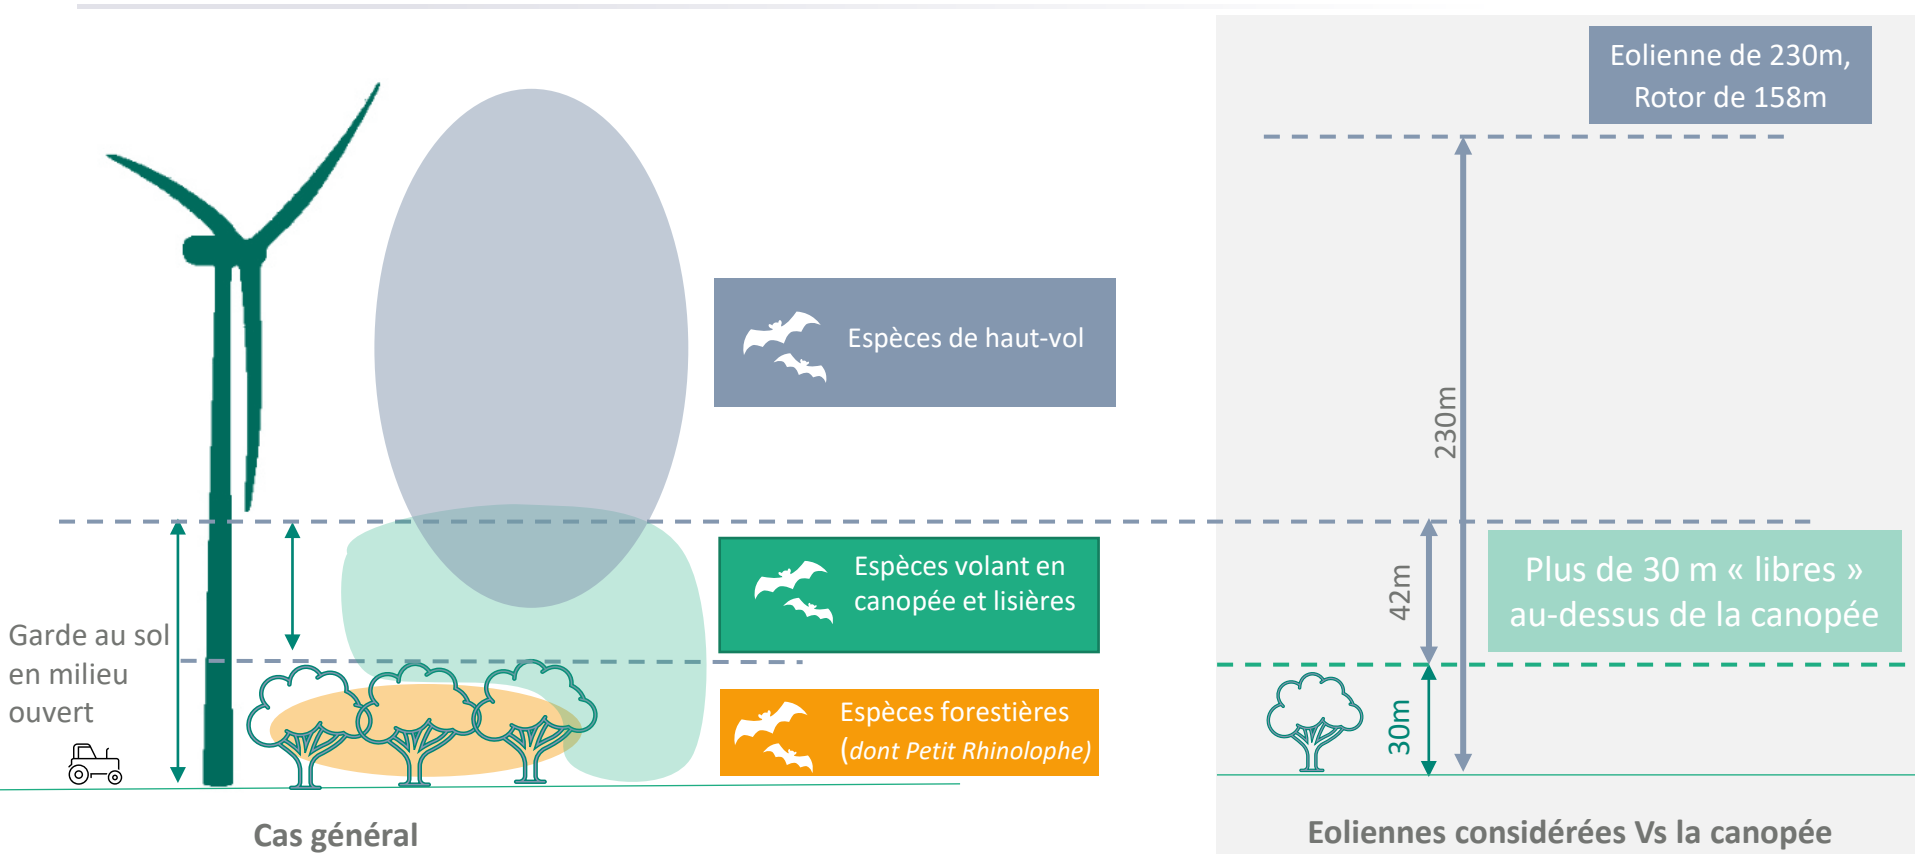 Eolienne de 230m,
Rotor de 158m
Espèces de haut-vol
230m
Espèces volant en
canopée et lisières
42m
Plus de 30 m « libres »
au-dessus de la canopée
Garde au sol
en milieu
ouvert
Espèces forestières
(dont Petit Rhinolophe)
30m
Cas général
Eoliennes considérées Vs la canopée